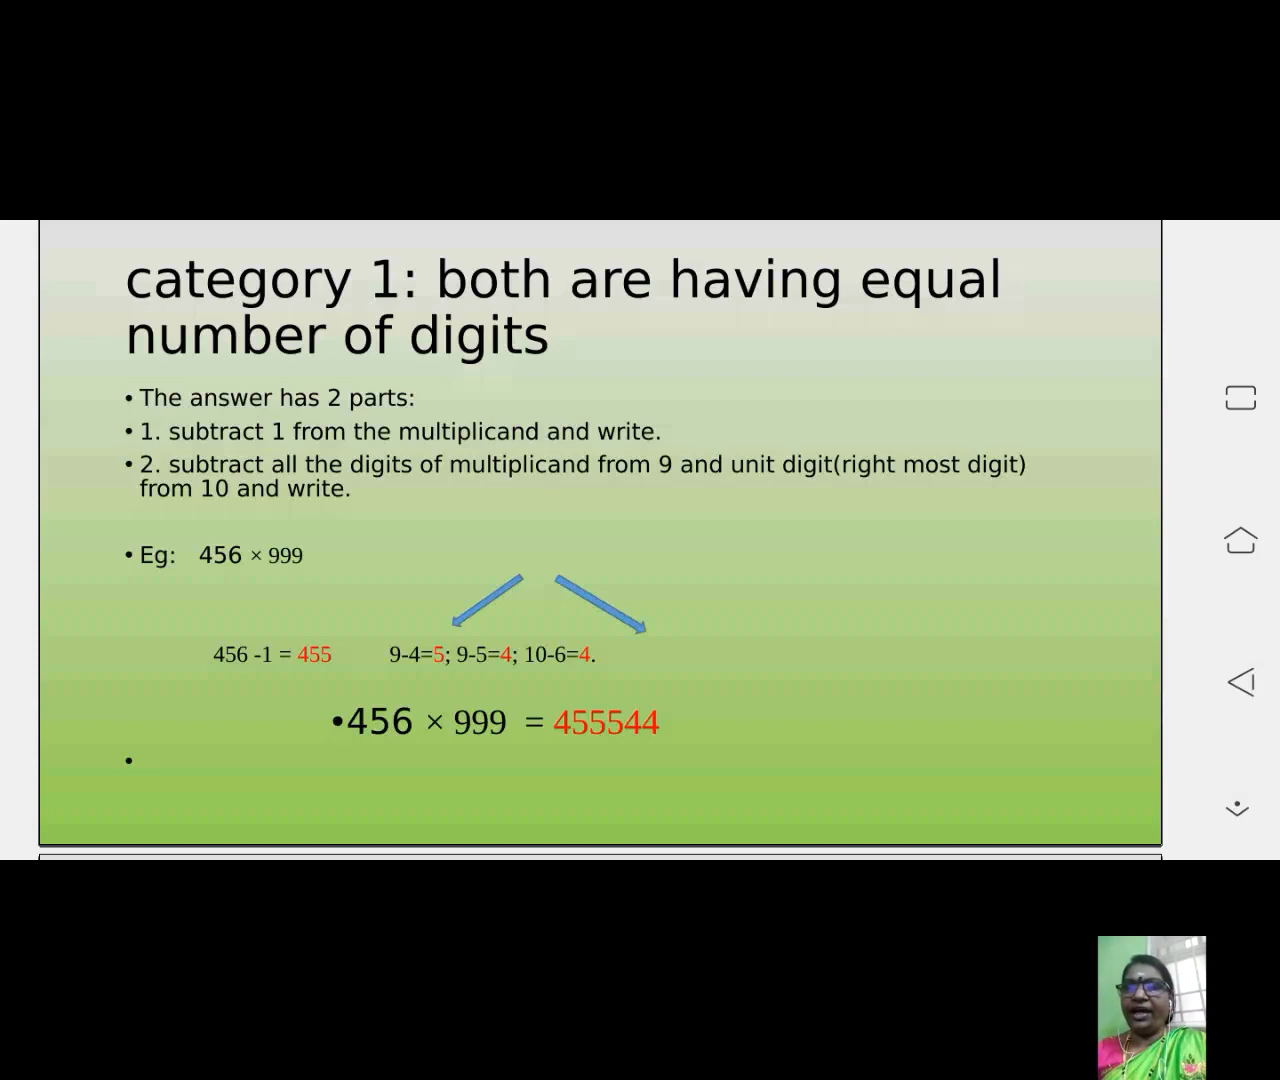 category 1: both are having equal
number of digits
• The answer has 2 parts:
• 1. subtract 1 from the multiplicand and write.
• 2. subtract all the digits of multiplicand from 9 and unit digit(right most digit)
from 10 and write.
• Eg: 456 × 999
456 -1 = 455 9-4=5; 9-5=4; 10-6=4.
•456 × 999 = 455544
•